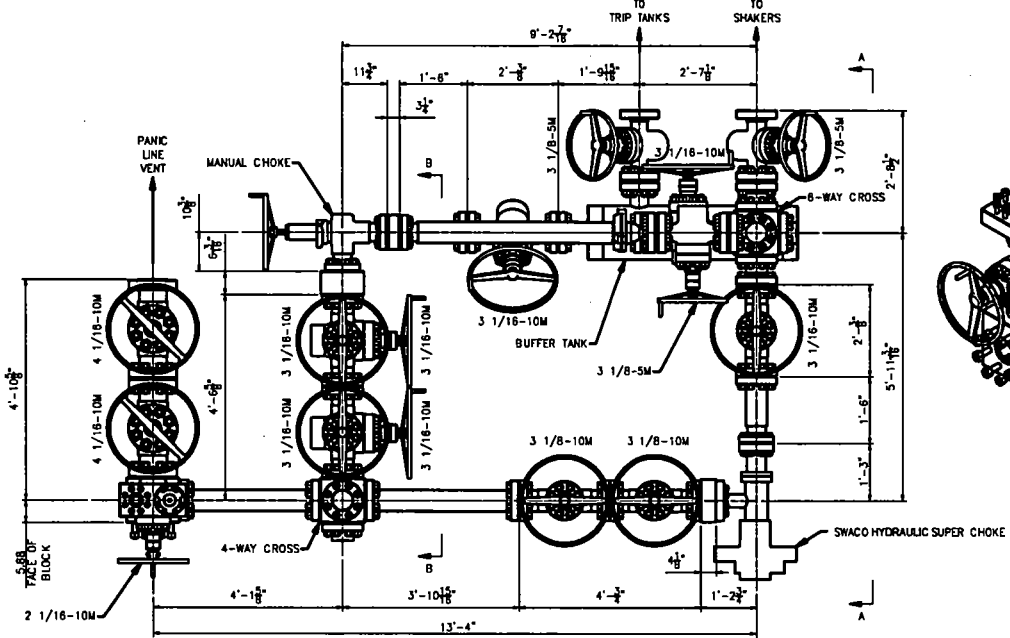 TO
TRIP TANKS
TO
SHAKERS
9'-2 7/16"
A
11 3/4"
1'-6"
2'-3/8"
1'-9 15/16"
2'-7 1/8"
3 1/4"
PANIC
LINE
VENT
MANUAL CHOKE
B
3 1/8-5M
3 1/16-10M
3 1/8-5M
2'-8 1/2"
6-WAY CROSS
10 3/8"
6 3/16"
4 1/16-10M
3 1/16-10M
3 1/16-10M
3 1/16-10M
BUFFER TANK
3 1/8-5M
3 1/16-10M
2'-3/8"
5'-11 3/16"
4'-10 5/8"
4'-6 5/8"
4 1/16-10M
3 1/16-10M
3 1/16-10M
1'-6"
3 1/8-10M
3 1/8-10M
1'-3"
5.88
FACE OF
BLOCK
4-WAY CROSS
B
4 1/8"
SWACO HYDRAULIC SUPER CHOKE
2 1/16-10M
4'-1 5/8"
3'-10 15/16"
4'-3/4"
1'-2 3/4"
A
13'-4"